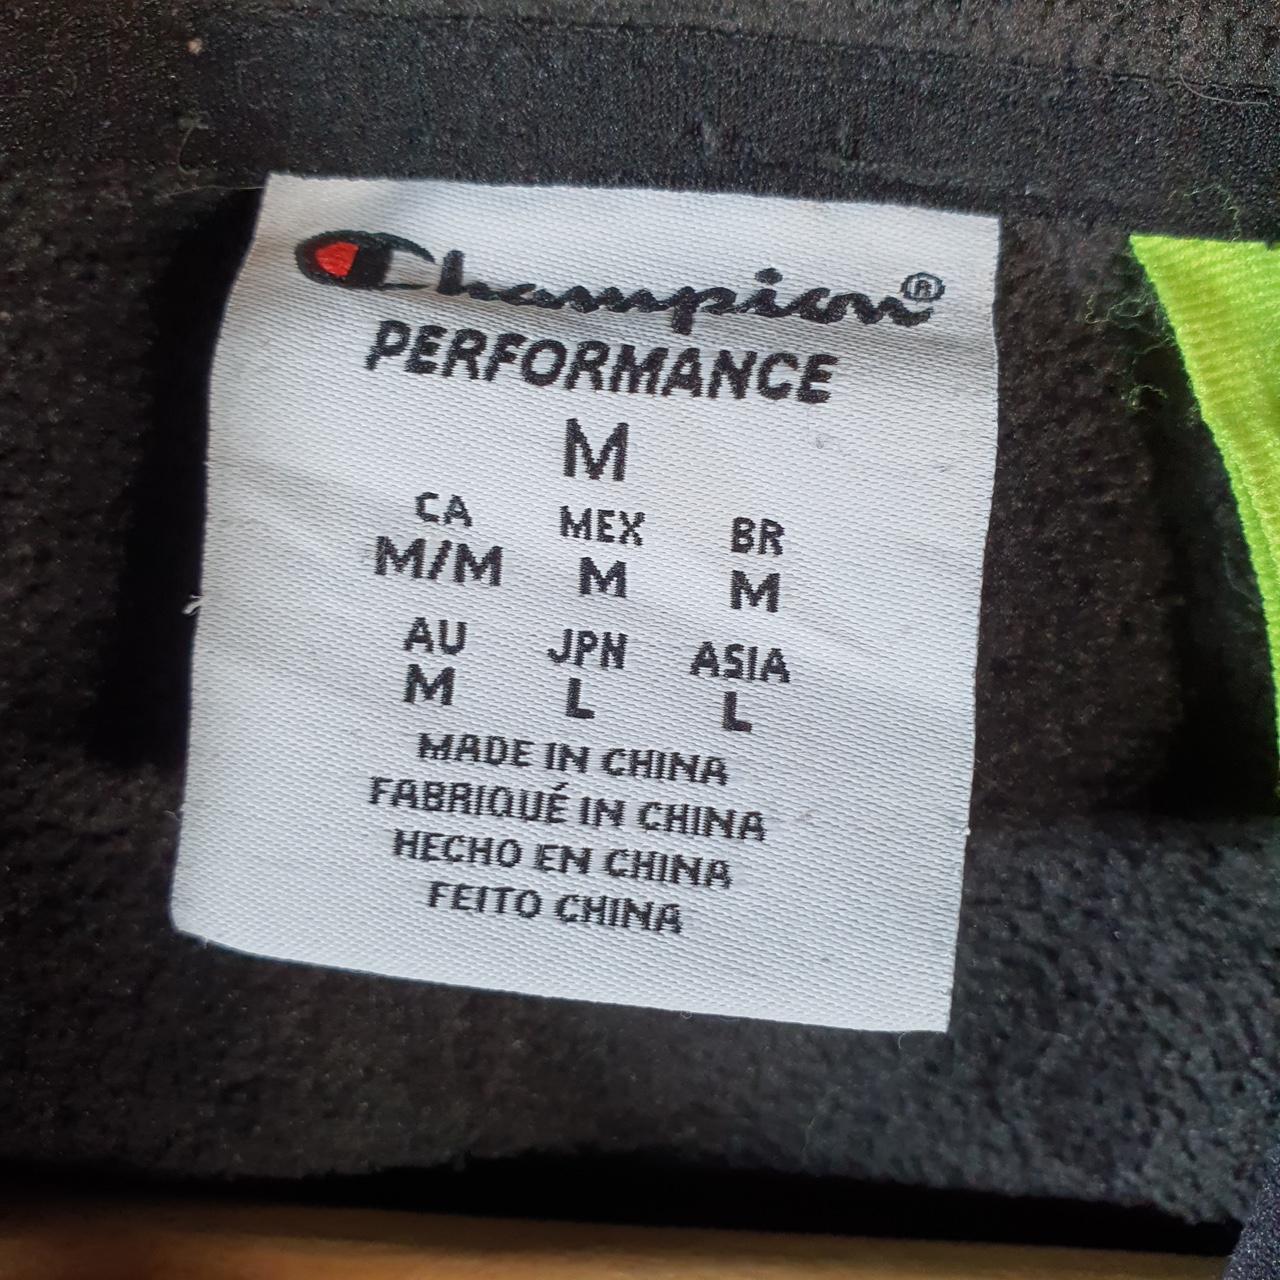 Champion®
PERFORMANCE
M
CA MEX BR
M/M M M
AU JPN ASIA
M L L
MADE IN CHINA
FABRIQUÉ IN CHINA
HECHO EN CHINA
FEITO CHINA